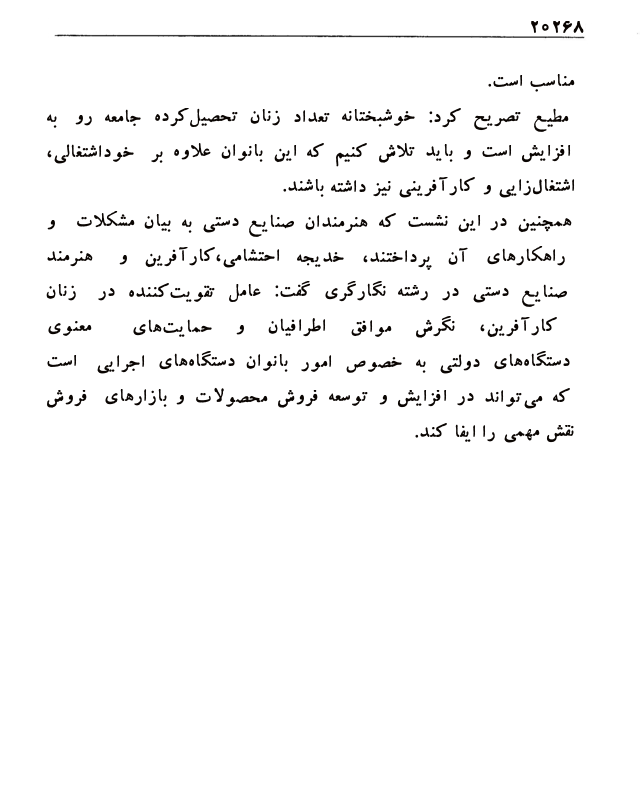 ۲۰۲۶۸
مناسب است.
مطیع تصریح کرد: خوشبختانه تعداد زنان تحصیل‌کرده جامعه رو به
افزایش است و باید تلاش کنیم که این بانوان علاوه بر خوداشتغالی،
اشتغال‌زایی و کارآفرینی نیز داشته باشند.
همچنین در این نشست که هنرمندان صنایع دستی به بیان مشکلات و
راهکارهای آن پرداختند، خدیجه احتشامی،کارآفرین و هنرمند
صنایع دستی در رشته نگارگری گفت: عامل تقویت‌کننده در زنان
کارآفرین، نگرش موافق اطرافیان و حمایت‌های معنوی
دستگاه‌های دولتی به خصوص امور بانوان دستگاه‌های اجرایی است
که می‌تواند در افزایش و توسعه فروش محصولات و بازارهای فروش
نقش مهمی را ایفا کند.